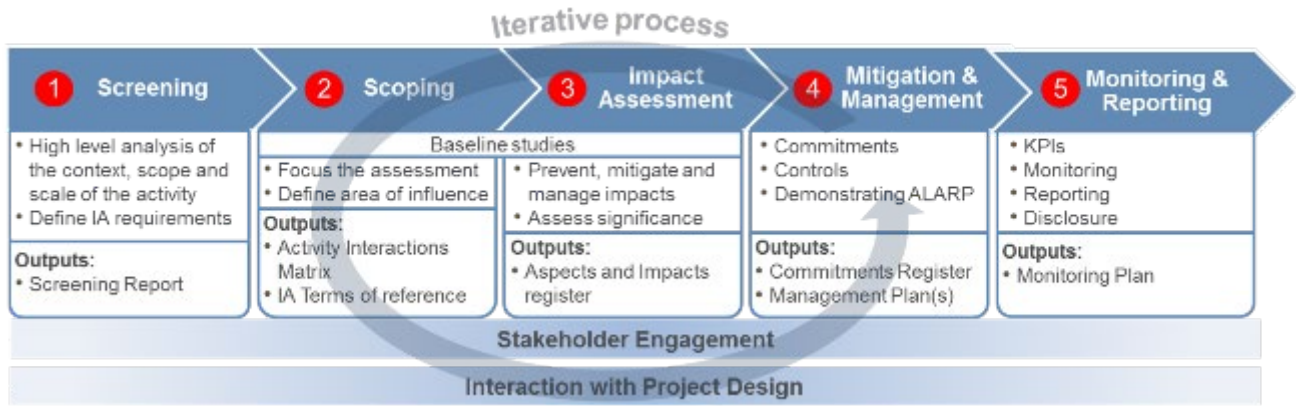 Iterative process
1 Screening
2 Scoping
3 Impact
Assessment
4 Mitigation &
Management
5 Monitoring &
Reporting
• High level analysis of
the context, scope and
scale of the activity
• Define IA requirements
Outputs:
• Screening Report
Baseline studies
• Focus the assessment
• Define area of influence
Outputs:
• Activity Interactions
Matrix
• IA Terms of reference
• Prevent, mitigate and
manage impacts
• Assess significance
Outputs:
• Aspects and Impacts
register
• Commitments
• Controls
• Demonstrating ALARP
Outputs:
• Commitments Register
• Management Plan(s)
• KPIs
• Monitoring
• Reporting
• Disclosure
Outputs:
• Monitoring Plan
Stakeholder Engagement
Interaction with Project Design